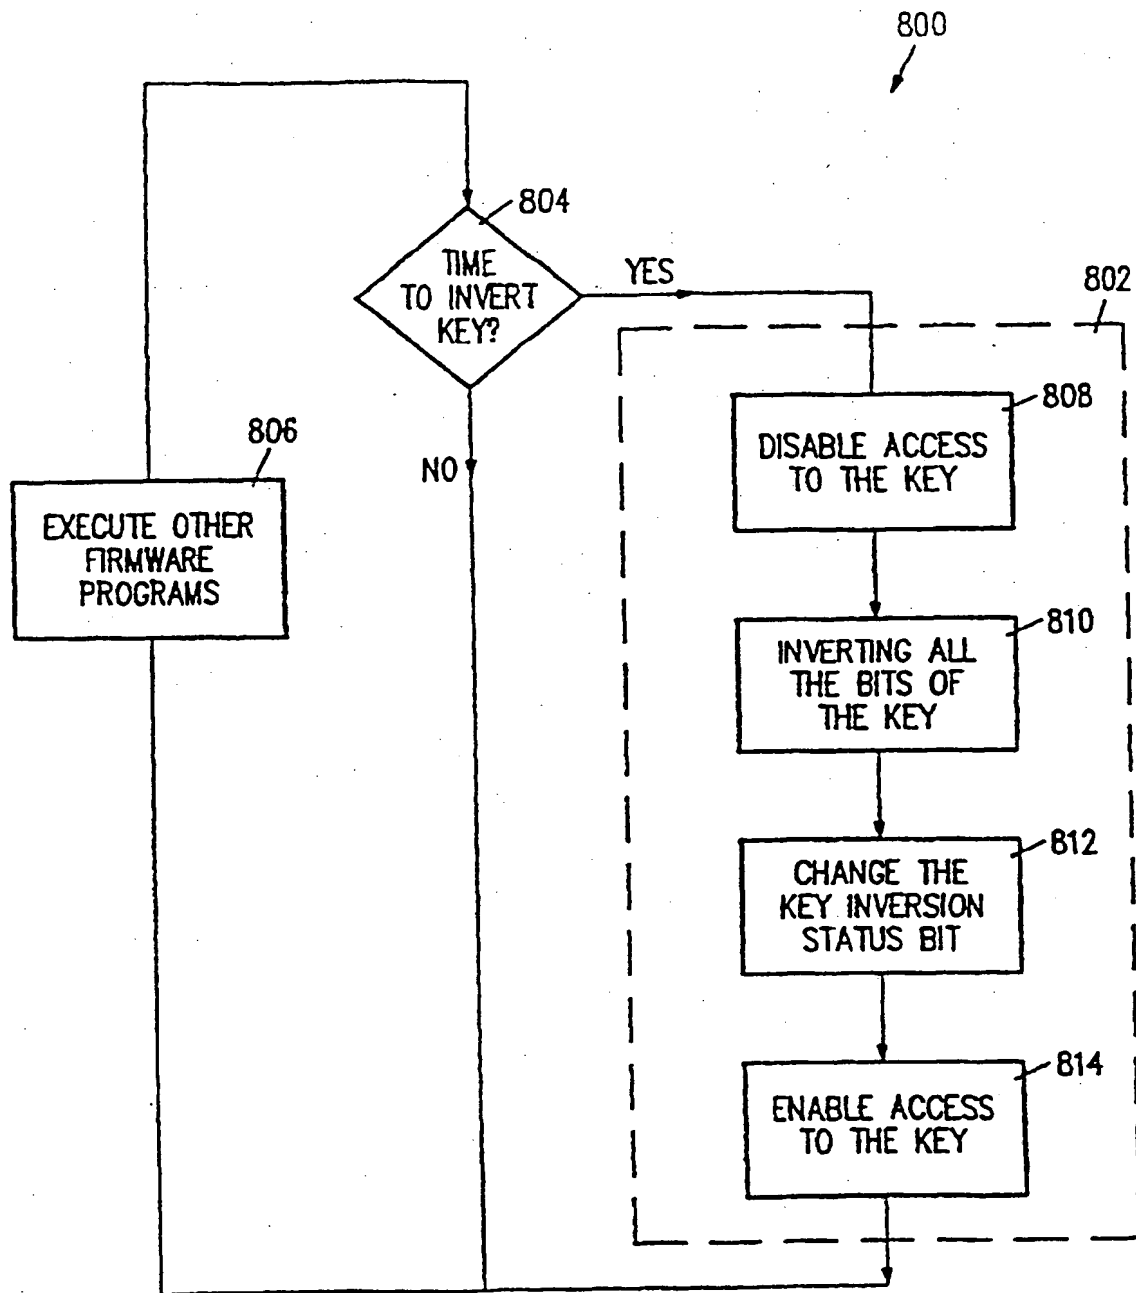 800
804
TIME
TO INVERT
KEY?
YES
802
808
DISABLE ACCESS
TO THE KEY
NO
806
EXECUTE OTHER
FIRMWARE
PROGRAMS
810
INVERTING ALL
THE BITS OF
THE KEY
812
CHANGE THE
KEY INVERSION
STATUS BIT
814
ENABLE ACCESS
TO THE KEY